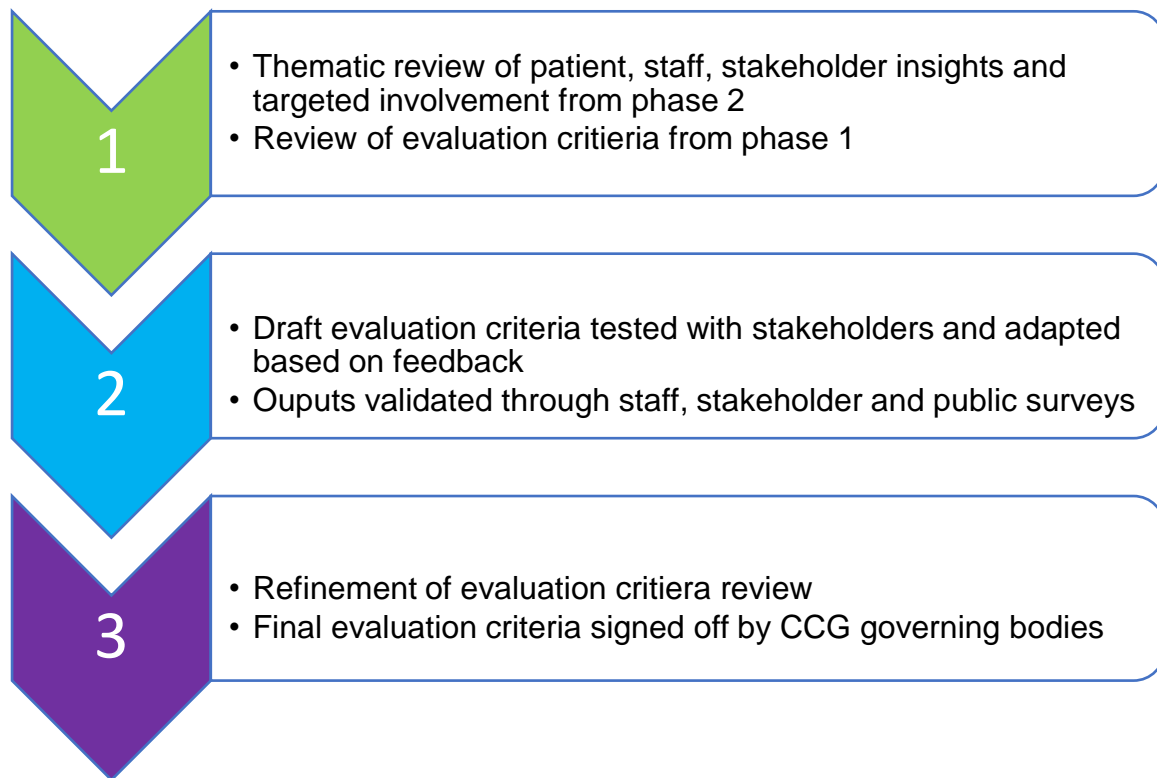 1
• Thematic review of patient, staff, stakeholder insights and
targeted involvement from phase 2
• Review of evaluation critieria from phase 1
2
• Draft evaluation criteria tested with stakeholders and adapted
based on feedback
• Ouputs validated through staff, stakeholder and public surveys
3
• Refinement of evaluation critiera review
• Final evaluation criteria signed off by CCG governing bodies